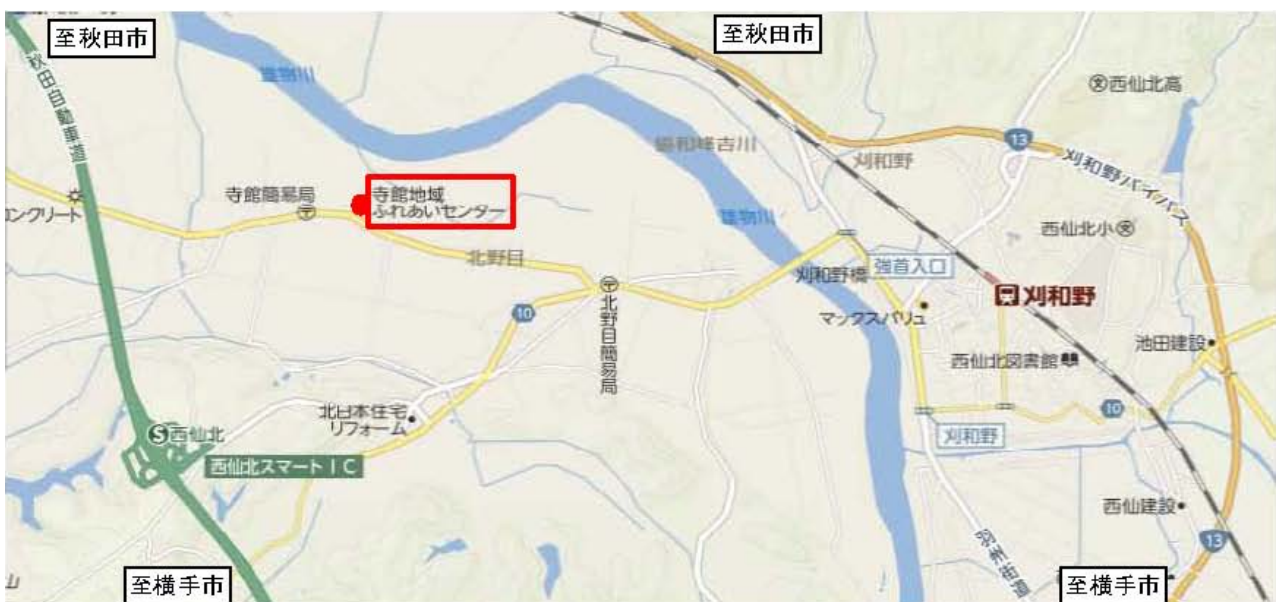 至秋田市
至秋田市
秋田自動車道
雄物川
西仙北高
協和峰吉川
刈和野
13
刈和野バイパス
寺館簡易局
寺館地域
ふれあいセンター
コンクリート
雄物川
西仙北小
北野目
刈和野橋
強首入口
刈和野
マックスバリュ
10
北野目簡易局
池田建設
西仙北図書館
北日本住宅
リフォーム
10
西仙北
刈和野
西仙北スマートIC
西仙建設
13
羽州街道
山
至横手市
至横手市